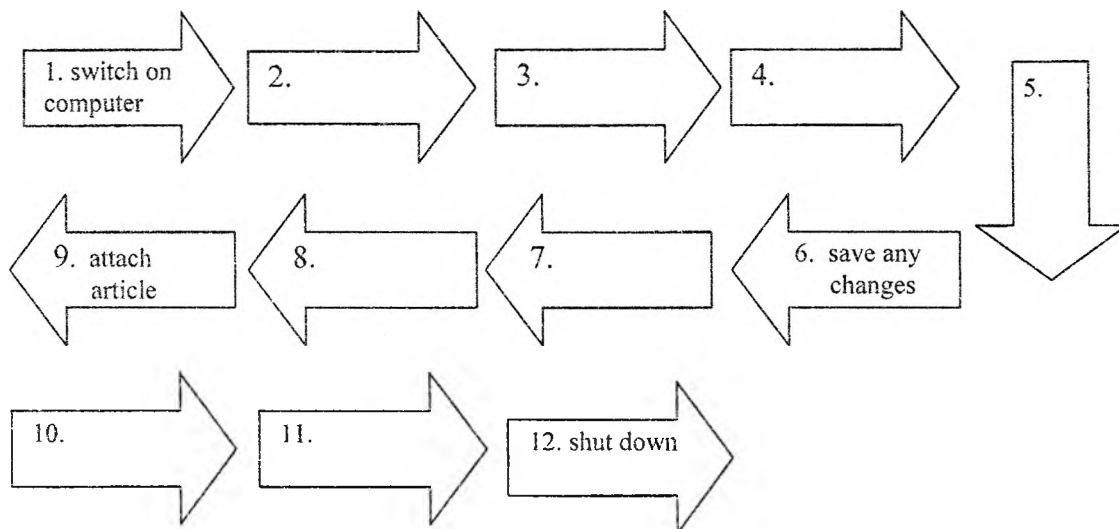 1. switch on
computer
2.
3.
4.
5.
6. save any
changes
7.
8.
9. attach
article
10.
11.
12. shut down